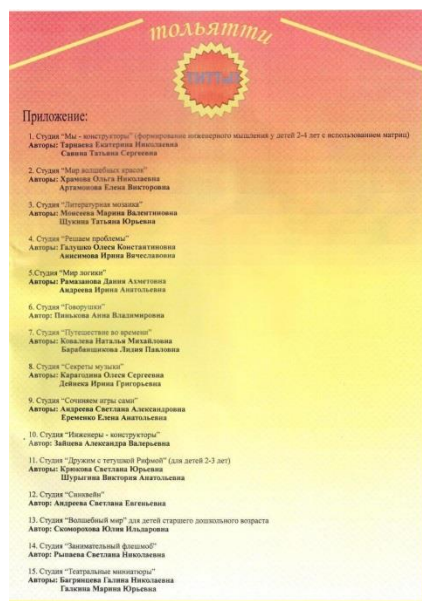 тольятти
Приложение:
1. Студия "Мы - конструкторы" (формирование инженерного мышления у детей 2-4 лет с использованием матриц)
Авторы: Тарпаева Екатерина Николаевна
Савина Татьяна Сергеевна
2. Студия "Мир волшебных красок"
Авторы: Храмова Ольга Николаевна
Артамонова Елена Викторовна
3. Студия "Литературная мозаика"
Авторы: Моисеева Марина Валентиновна
Щукина Татьяна Юрьевна
4. Студия "Решаем проблемы"
Авторы: Галушко Олеся Константиновна
Анисимова Ирина Вячеславовна
5.Студия "Мир логики"
Авторы: Рамазанова Дания Ахметовна
Андреева Ирина Анатольевна
6. Студия "Говорушки"
Автор: Пинькова Анна Владимировна
7. Студия "Путешествие во времени"
Авторы: Ковалева Наталья Михайловна
Барабанщикова Лидия Павловна
8. Студия "Секреты музыки"
Авторы: Карагодина Олеся Сергеевна
Дейнека Ирина Григорьевна
9. Студия "Сочиняем игры сами"
Авторы: Андреева Светлана Александровна
Еременко Елена Анатольевна
10. Студия "Инженеры - конструкторы"
Автор: Зайцева Александра Валерьевна
11. Студия "Дружим с тетушкой Рифмой" (для детей 2-3 лет)
Авторы: Крюкова Светлана Юрьевна
Шурыгина Виктория Анатольевна
12. Студия "Синквейн"
Автор: Андреева Светлана Евгеньевна
13. Студия "Волшебный мир" для детей старшего дошкольного возраста
Автор: Скоморохова Юлия Ильдаровна
14. Студия "Занимательный флешмоб"
Автор: Рыпаева Светлана Николаевна
15. Студия "Театральные миниатюры"
Авторы: Багринцева Галина Николаевна
Галкина Марина Юрьевна